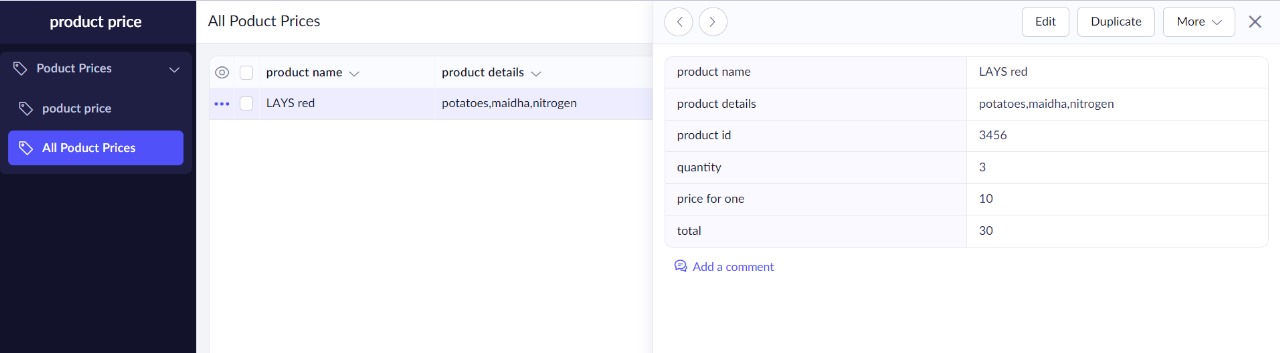 product price
Poduct Prices
poduct price
All Poduct Prices
All Poduct Prices
product name product details
LAYS red potatoes,maidha,nitrogen
Edit Duplicate More
product name LAYS red
product details potatoes,maidha,nitrogen
product id 3456
quantity 3
price for one 10
total 30
Add a comment